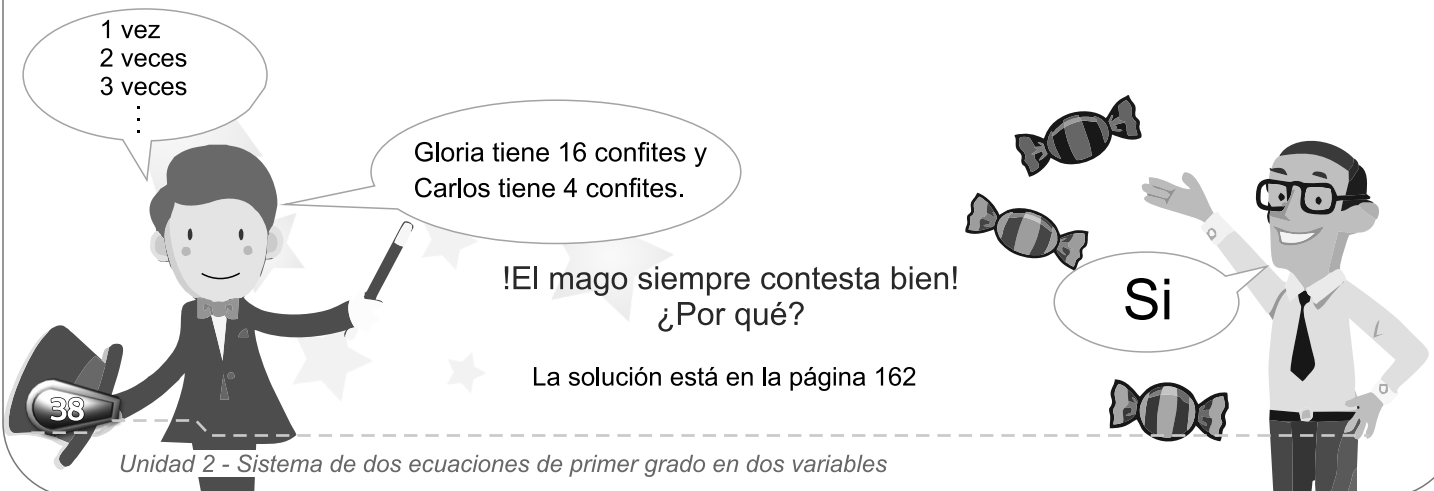 1 vez
2 veces
3 veces
⋮
Gloria tiene 16 confites y
Carlos tiene 4 confites.
!El mago siempre contesta bien!
¿Por qué?
Si
La solución está en la página 162
38
Unidad 2 - Sistema de dos ecuaciones de primer grado en dos variables